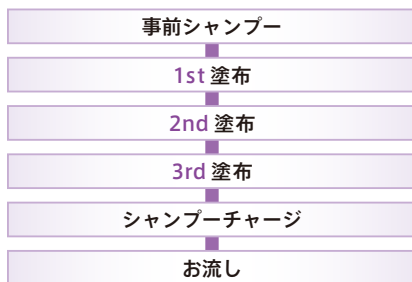 事前シャンプー
1st 塗布
2nd 塗布
3rd 塗布
シャンプーチャージ
お流し